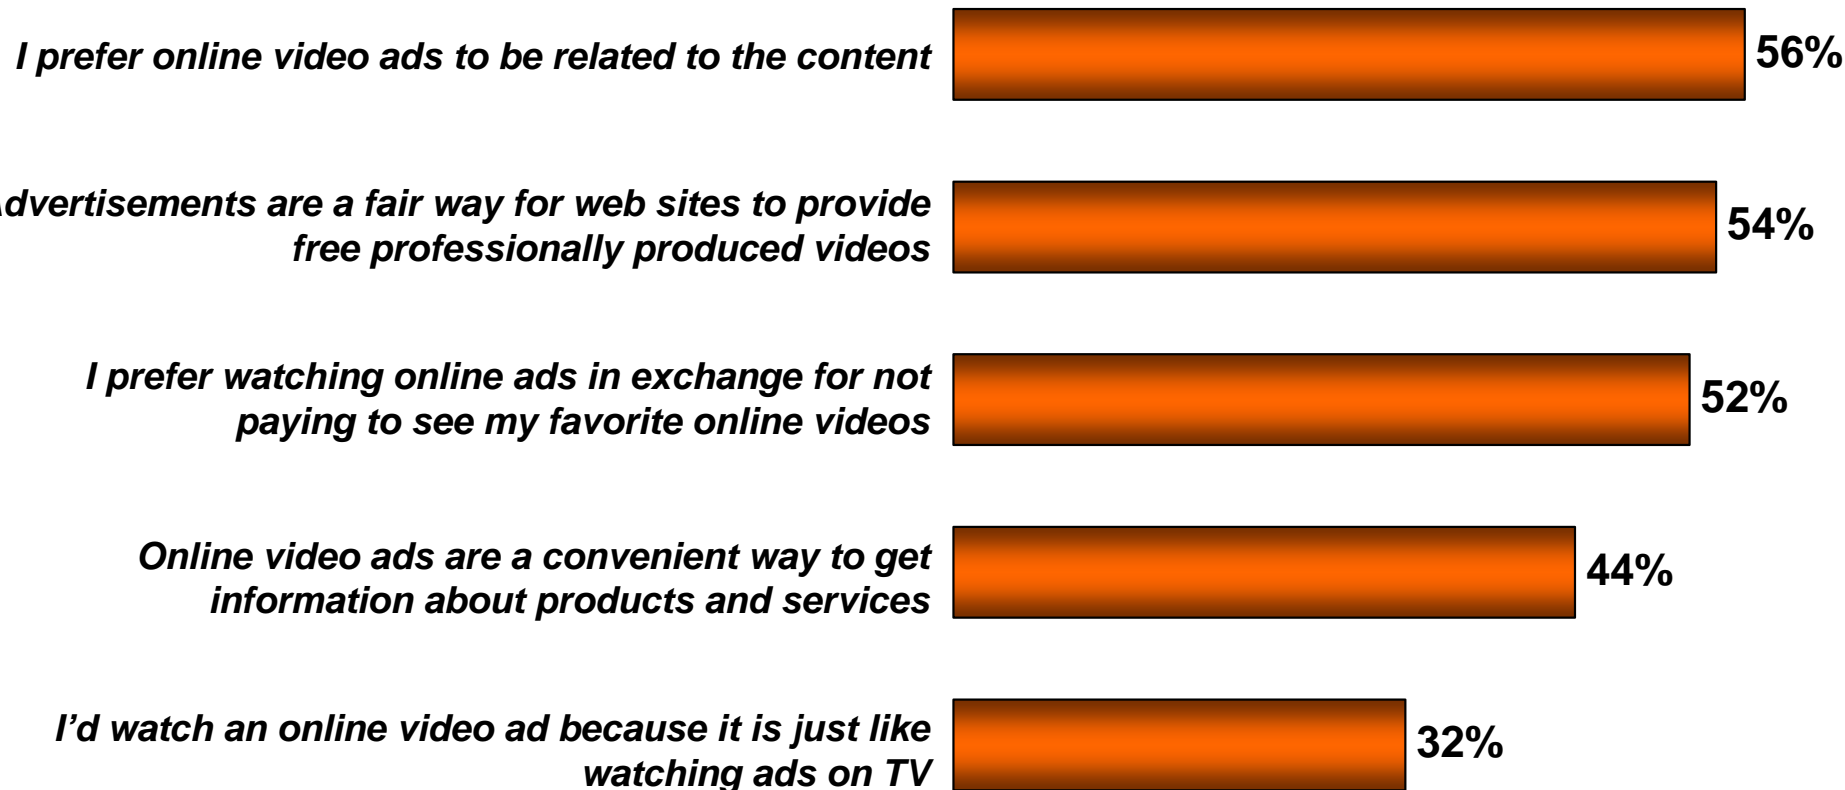 I prefer online video ads to be related to the content
56%
Advertisements are a fair way for web sites to provide
free professionally produced videos
54%
I prefer watching online ads in exchange for not
paying to see my favorite online videos
52%
Online video ads are a convenient way to get
information about products and services
44%
I’d watch an online video ad because it is just like
watching ads on TV
32%